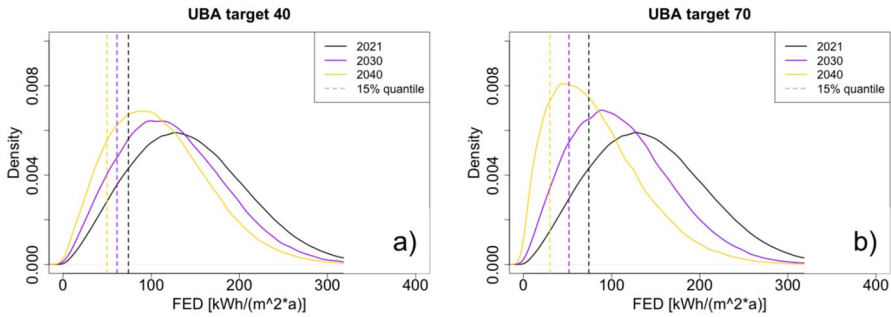 UBA target 40
0.008
0.004
0.000
Density
2021
2030
2040
15% quantile
a)
0
100
200
300
400
FED [kWh/(m^2*a)]
UBA target 70
0.008
0.004
0.000
Density
2021
2030
2040
15% quantile
b)
0
100
200
300
400
FED [kWh/(m^2*a)]